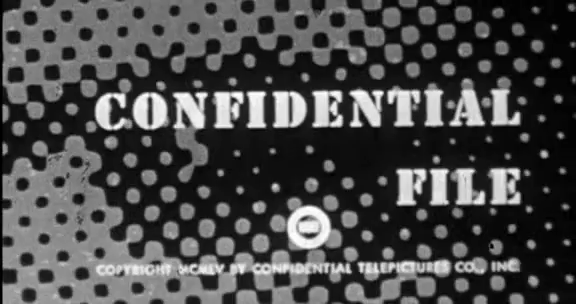 CONFIDENTIAL
FILE
COPYRIGHT MCMLV BY CONFIDENTIAL TELEPICTURES CO., INC.